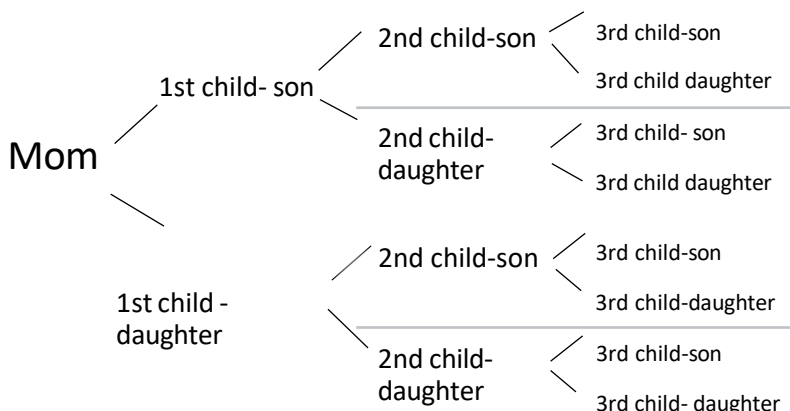 2nd child-son
3rd child-son
3rd child daughter
1st child- son
2nd child-
daughter
3rd child- son
3rd child daughter
Mom
1st child -
daughter
2nd child-son
3rd child-son
3rd child-daughter
2nd child-
daughter
3rd child-son
3rd child- daughter